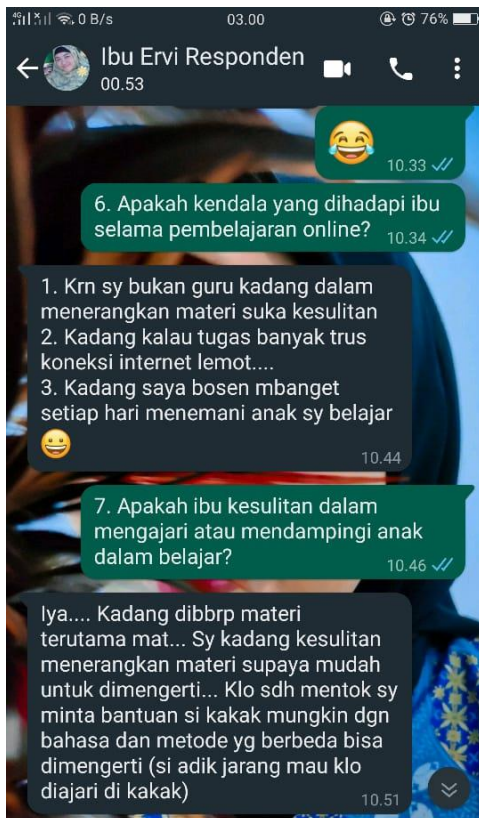 0 B/s
03.00
76%
Ibu Ervi Responden
00.53
10.33
6. Apakah kendala yang dihadapi ibu
selama pembelajaran online?
10.34
1. Krn sy bukan guru kadang dalam
menerangkan materi suka kesulitan
2. Kadang kalau tugas banyak trus
koneksi internet lemot....
3. Kadang saya bosen mbanget
setiap hari menemani anak sy belajar
10.44
7. Apakah ibu kesulitan dalam
mengajari atau mendampingi anak
dalam belajar?
10.46
Iya.... Kadang dibbrp materi
terutama mat... Sy kadang kesulitan
menerangkan materi supaya mudah
untuk dimengerti... Klo sdh mentok sy
minta bantuan si kakak mungkin dgn
bahasa dan metode yg berbeda bisa
dimengerti (si adik jarang mau klo
diajari di kakak)
10.51